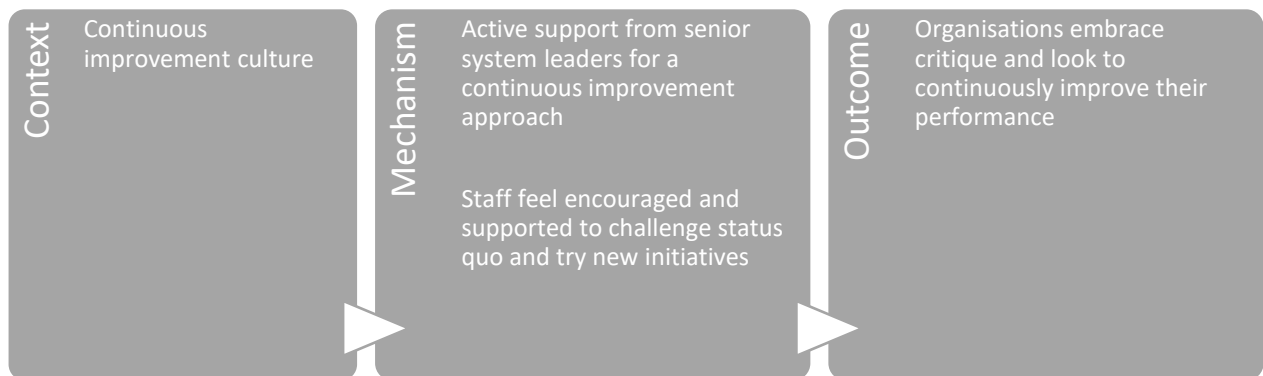 Context
Continuous
improvement culture
Mechanism
Active support from senior
system leaders for a
continuous improvement
approach
Staff feel encouraged and
supported to challenge status
quo and try new initiatives
Outcome
Organisations embrace
critique and look to
continuously improve their
performance